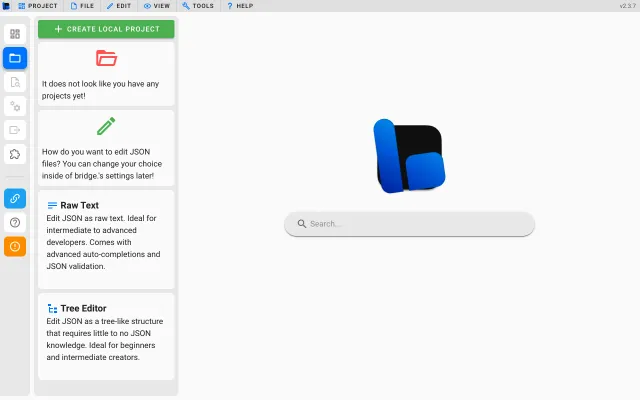 PROJECT FILE EDIT VIEW TOOLS HELP v2.3.7
CREATE LOCAL PROJECT
It does not look like you have any
projects yet!
How do you want to edit JSON
files? You can change your choice
inside of bridge.'s settings later!
Raw Text
Edit JSON as raw text. Ideal for
intermediate to advanced
developers. Comes with
advanced auto-completions and
JSON validation.
Tree Editor
Edit JSON as a tree-like structure
that requires little to no JSON
knowledge. Ideal for beginners
and intermediate creators.
Search...